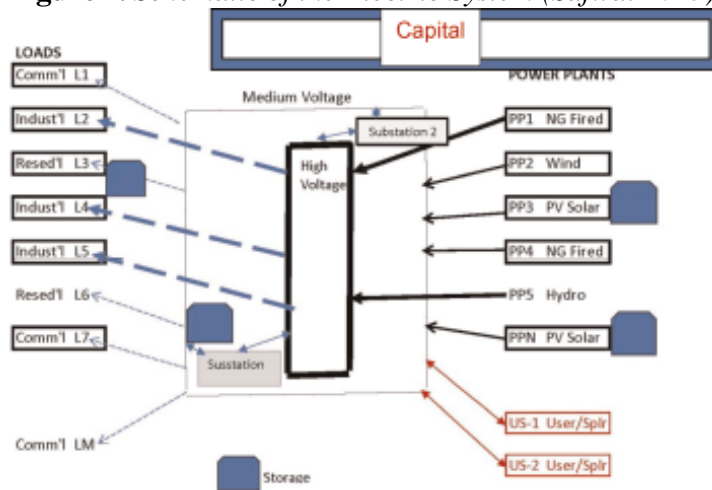 Capital
LOADS
POWER PLANTS
Comm'l L1
Medium Voltage
Indust'l L2
Substation 2
PP1 NG Fired
Resed'l L3
High
Voltage
PP2 Wind
Indust'l L4
PP3 PV Solar
Indust'l L5
PP4 NG Fired
Resed'l L6
PP5 Hydro
Comm'l L7
Susstation
PPN PV Solar
US-1 User/Splr
Comm'l LM
US-2 User/Splr
Storage